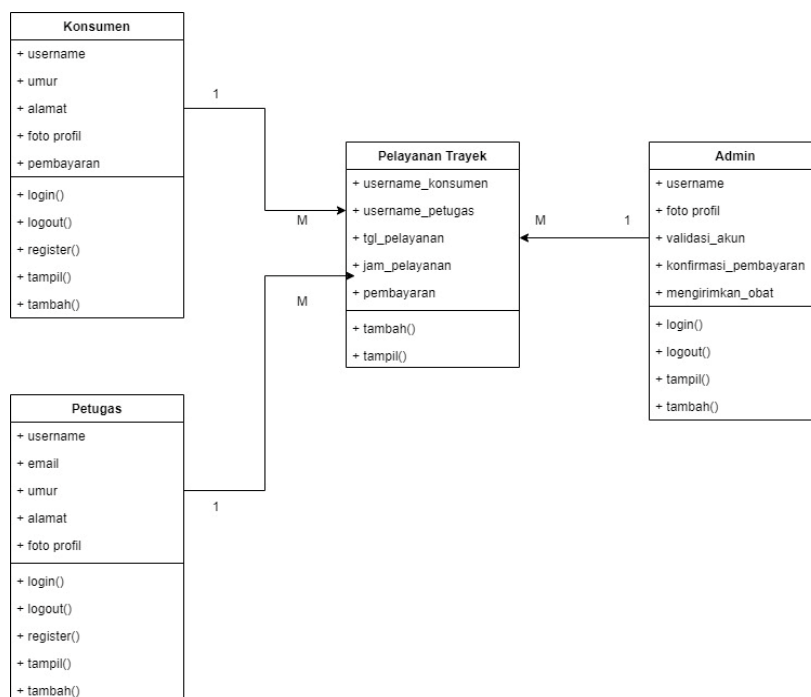 Konsumen
+ username
+ umur
+ alamat
+ foto profil
+ pembayaran
+ login()
+ logout()
+ register()
+ tampil()
+ tambah()
1
M
Pelayanan Trayek
+ username_konsumen
+ username_petugas
+ tgl_pelayanan
+ jam_pelayanan
+ pembayaran
+ tambah()
+ tampil()
M
1
Admin
+ username
+ foto profil
+ validasi_akun
+ konfirmasi_pembayaran
+ mengirimkan_obat
+ login()
+ logout()
+ tampil()
+ tambah()
M
1
Petugas
+ username
+ email
+ umur
+ alamat
+ foto profil
+ login()
+ logout()
+ register()
+ tampil()
+ tambah()